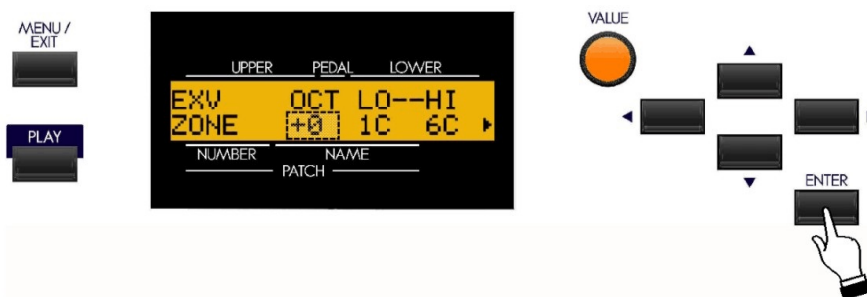 MENU /
EXIT
PLAY
UPPER PEDAL LOWER
EXV OCT LO--HI
ZONE +0 1C 6C
NUMBER NAME
PATCH
VALUE
ENTER